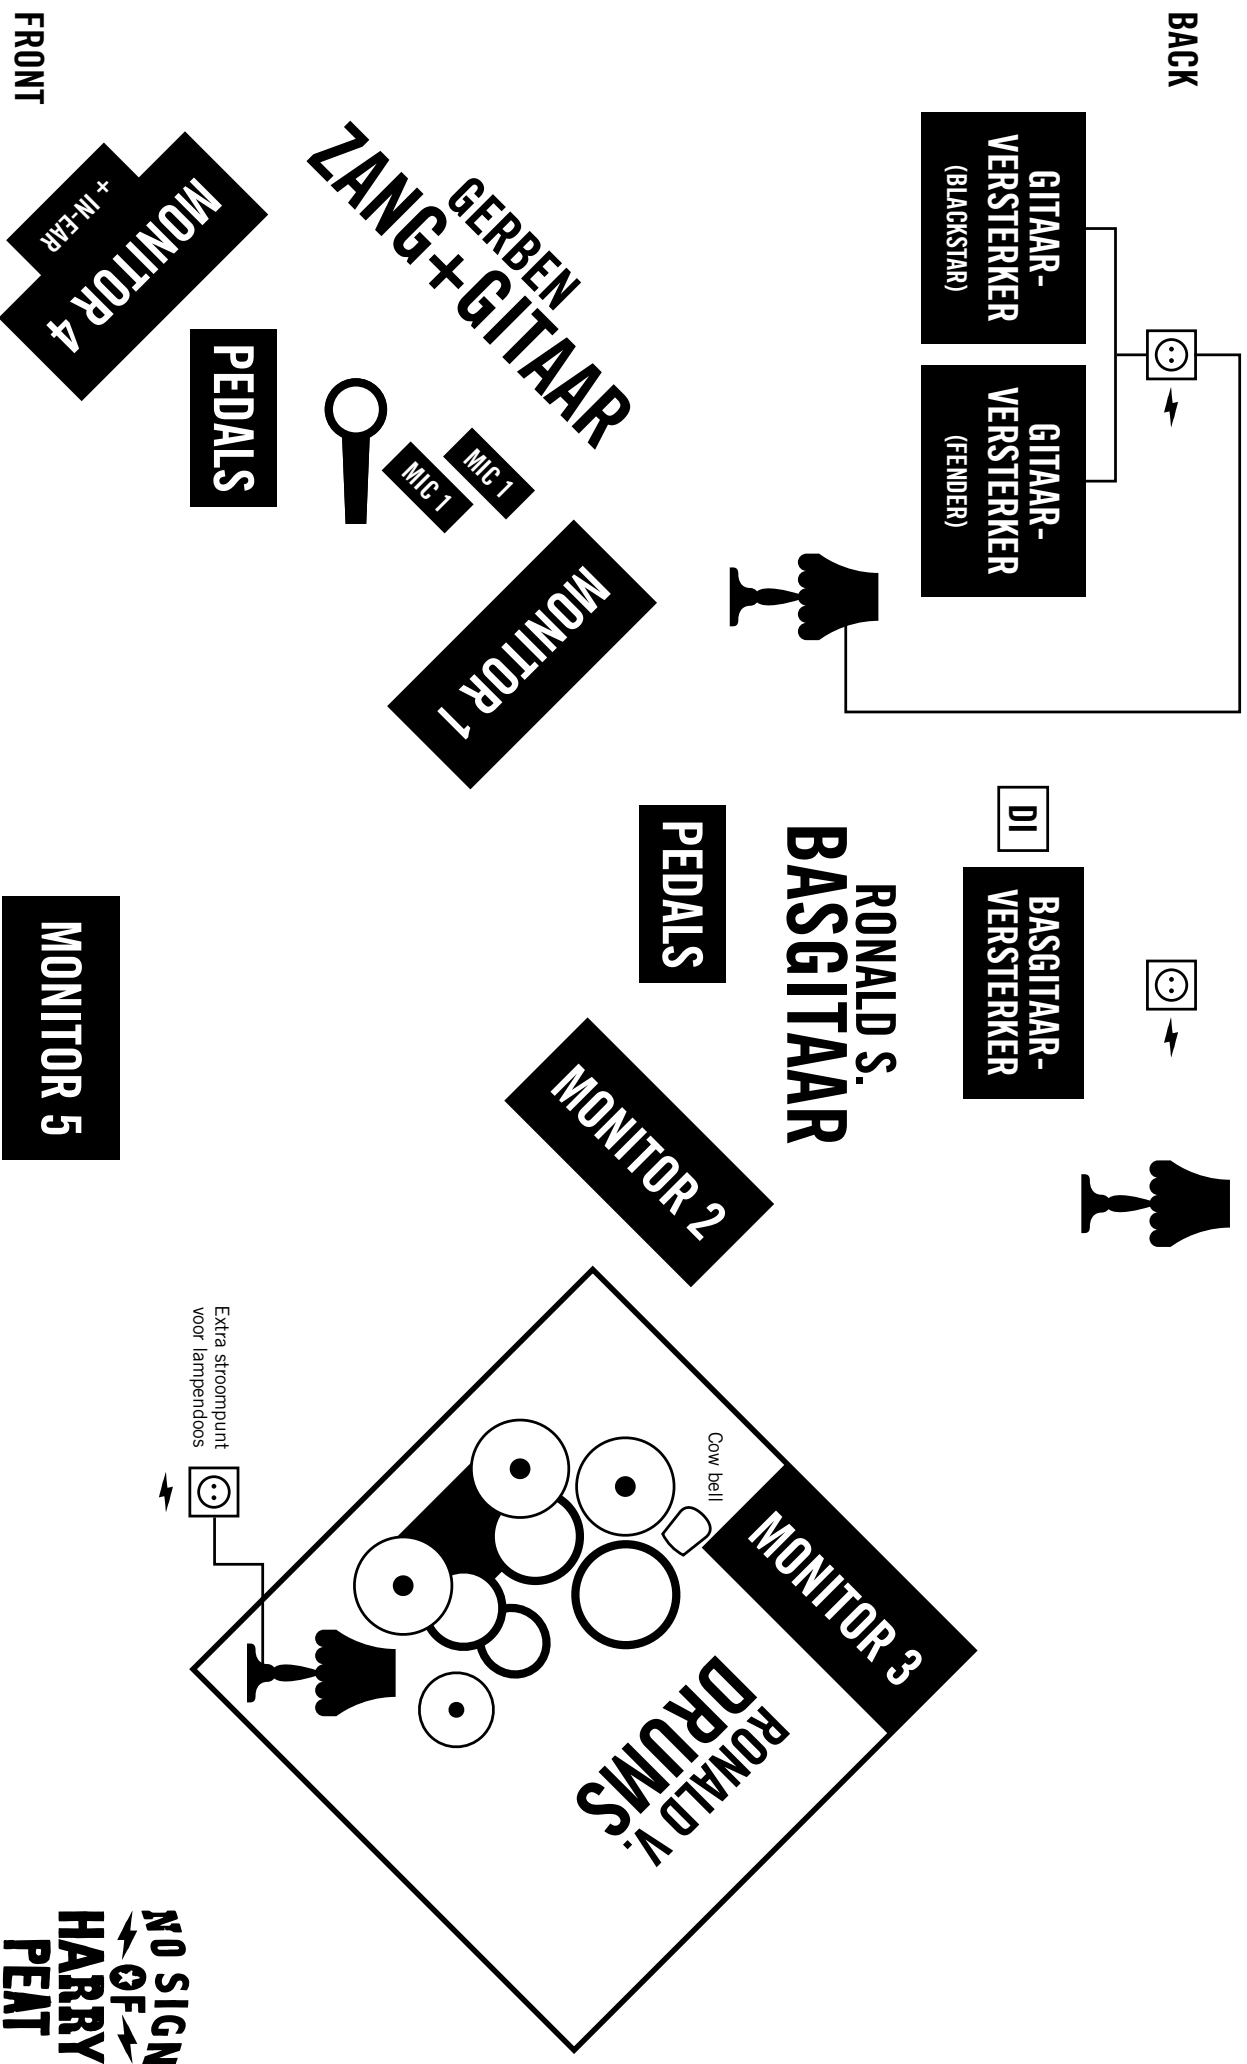 BACK
GITAAR-
VERSTERKER
(BLACKSTAR)
GITAAR-
VERSTERKER
(FENDER)
DI
BASGITAAR-
VERSTERKER
RONALD S.
BASGITAAR
PEDALS
GERBEN
ZANG+GITAAR
MIC 1
MIC 1
MONITOR 1
PEDALS
MONITOR 4
+ IN-EAR
MONITOR 2
MONITOR 3
Cow bell
RONALD V.
DRUMS
Extra stroompunt
voor lampendoos
MONITOR 5
FRONT
NO SIGN
OF
HARRY
PEAT